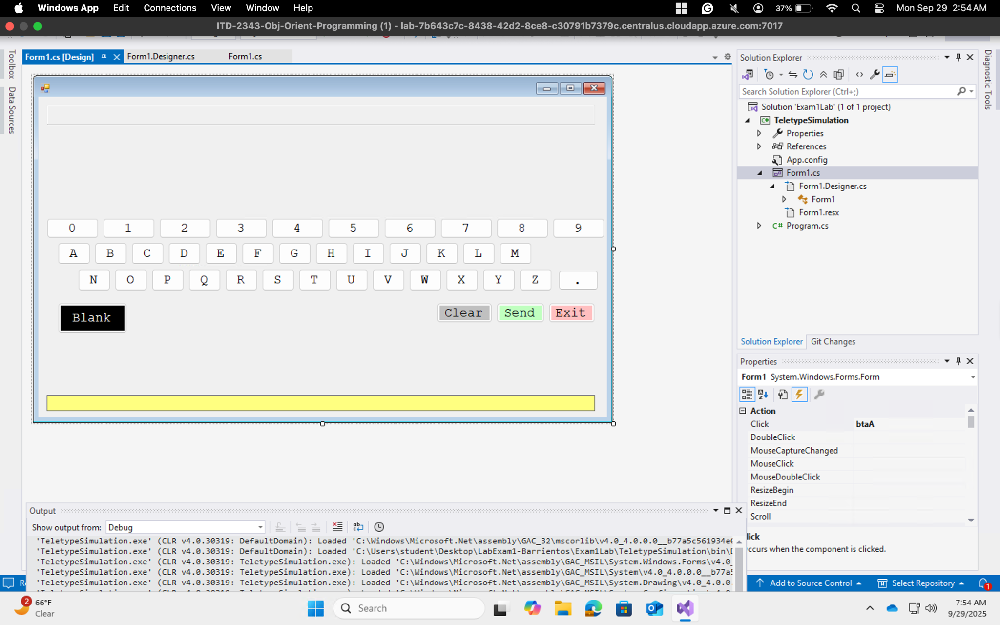 Windows App Edit Connections View Window Help 37% Mon Sep 29 2:54 AM
ITD-2343-Obj-Orient-Programming (1) - lab-7b643c7c-8438-42d2-8ce8-c30791b7379c.centralus.cloudapp.azure.com:7017
Toolbox
Data Sources
Form1.cs [Design] Form1.Designer.cs Form1.cs
0 1 2 3 4 5 6 7 8 9
A B C D E F G H I J K L M
N O P Q R S T U V W X Y Z .
Blank Clear Send Exit
Solution Explorer
Search Solution Explorer (Ctrl+;)
Solution 'Exam1Lab' (1 of 1 project)
C# TeletypeSimulation
Properties
References
App.config
Form1.cs
Form1.Designer.cs
Form1
Form1.resx
C# Program.cs
Solution Explorer Git Changes
Diagnostic Tools
Properties
Form1 System.Windows.Forms.Form
Action
Click btaA
DoubleClick
MouseCaptureChanged
MouseClick
MouseDoubleClick
ResizeBegin
ResizeEnd
Scroll
lick
ccurs when the component is clicked.
Output
Show output from: Debug
'TeletypeSimulation.exe' (CLR v4.0.30319: DefaultDomain): Loaded 'C:\Windows\Microsoft.Net\assembly\GAC_32\mscorlib\v4.0_4.0.0.0__b77a5c561934e0
'TeletypeSimulation.exe' (CLR v4.0.30319: DefaultDomain): Loaded 'C:\Users\student\Desktop\LabExam1-Barrientos\Exam1Lab\TeletypeSimulation\bin\D
'TeletypeSimulation.exe' (CLR v4.0.30319: TeletypeSimulation.exe): Loaded 'C:\Windows\Microsoft.Net\assembly\GAC_MSIL\System.Windows.Forms\v4.0_
'TeletypeSimulation.exe' (CLR v4.0.30319: TeletypeSimulation.exe): Loaded 'C:\Windows\Microsoft.Net\assembly\GAC_MSIL\System\v4.0_4.0.0.0__b77a5
'TeletypeSimulation.exe' (CLR v4.0.30319: TeletypeSimulation.exe): Loaded 'C:\Windows\Microsoft.Net\assembly\GAC_MSIL\System.Drawing\v4.0_4.0.0.
Re Add to Source Control Select Repository 1
2 66°F
Clear
Search
7:54 AM
9/29/2025